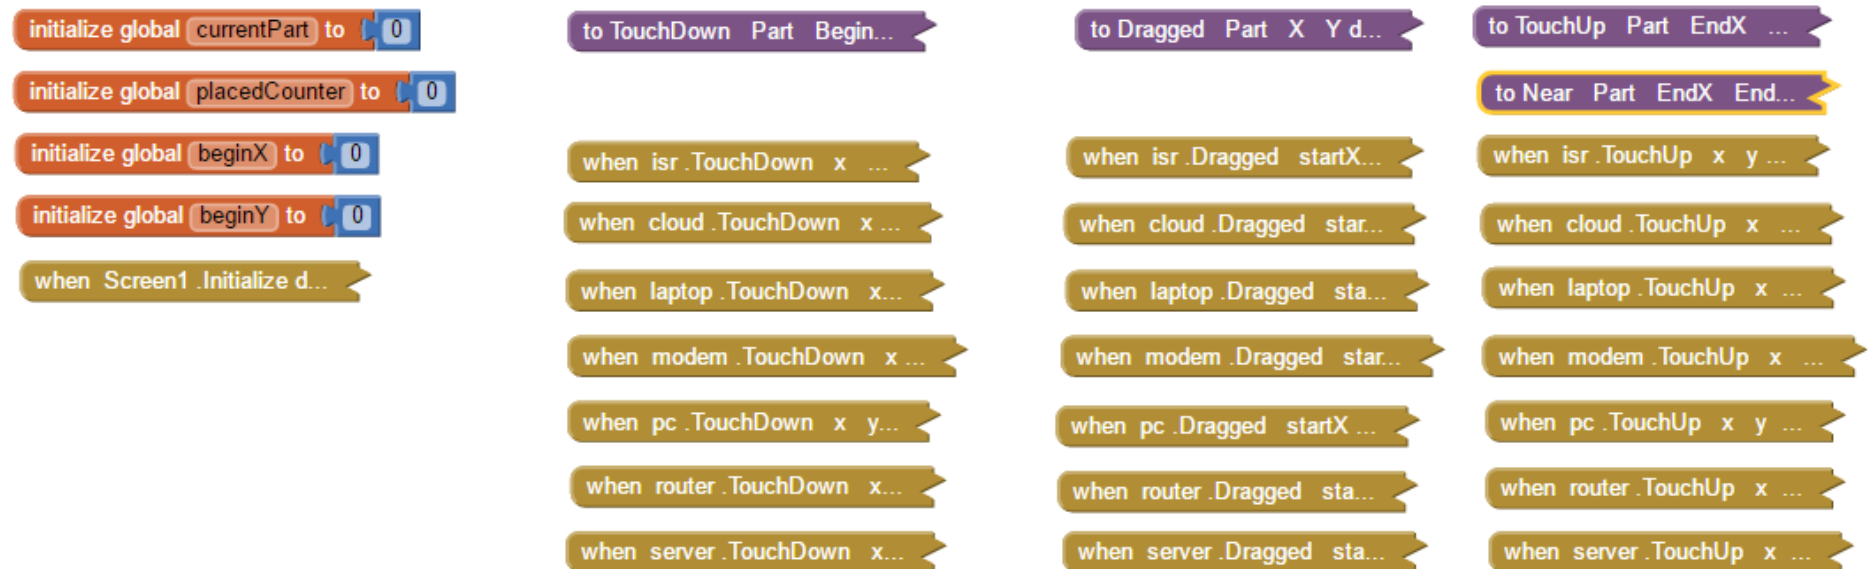 initialize global currentPart to 0
initialize global placedCounter to 0
initialize global beginX to 0
initialize global beginY to 0
when Screen1 .Initialize d...
to TouchDown Part Begin...
when isr .TouchDown x ...
when cloud .TouchDown x ...
when laptop .TouchDown x...
when modem .TouchDown x ...
when pc .TouchDown x y...
when router .TouchDown x...
when server .TouchDown x...
to Dragged Part X Y d...
when isr .Dragged startX...
when cloud .Dragged star...
when laptop .Dragged sta...
when modem .Dragged star...
when pc .Dragged startX ...
when router .Dragged sta...
when server .Dragged sta...
to TouchUp Part EndX ...
to Near Part EndX End...
when isr .TouchUp x y ...
when cloud .TouchUp x ...
when laptop .TouchUp x ...
when modem .TouchUp x ...
when pc .TouchUp x y ...
when router .TouchUp x ...
when server .TouchUp x ...